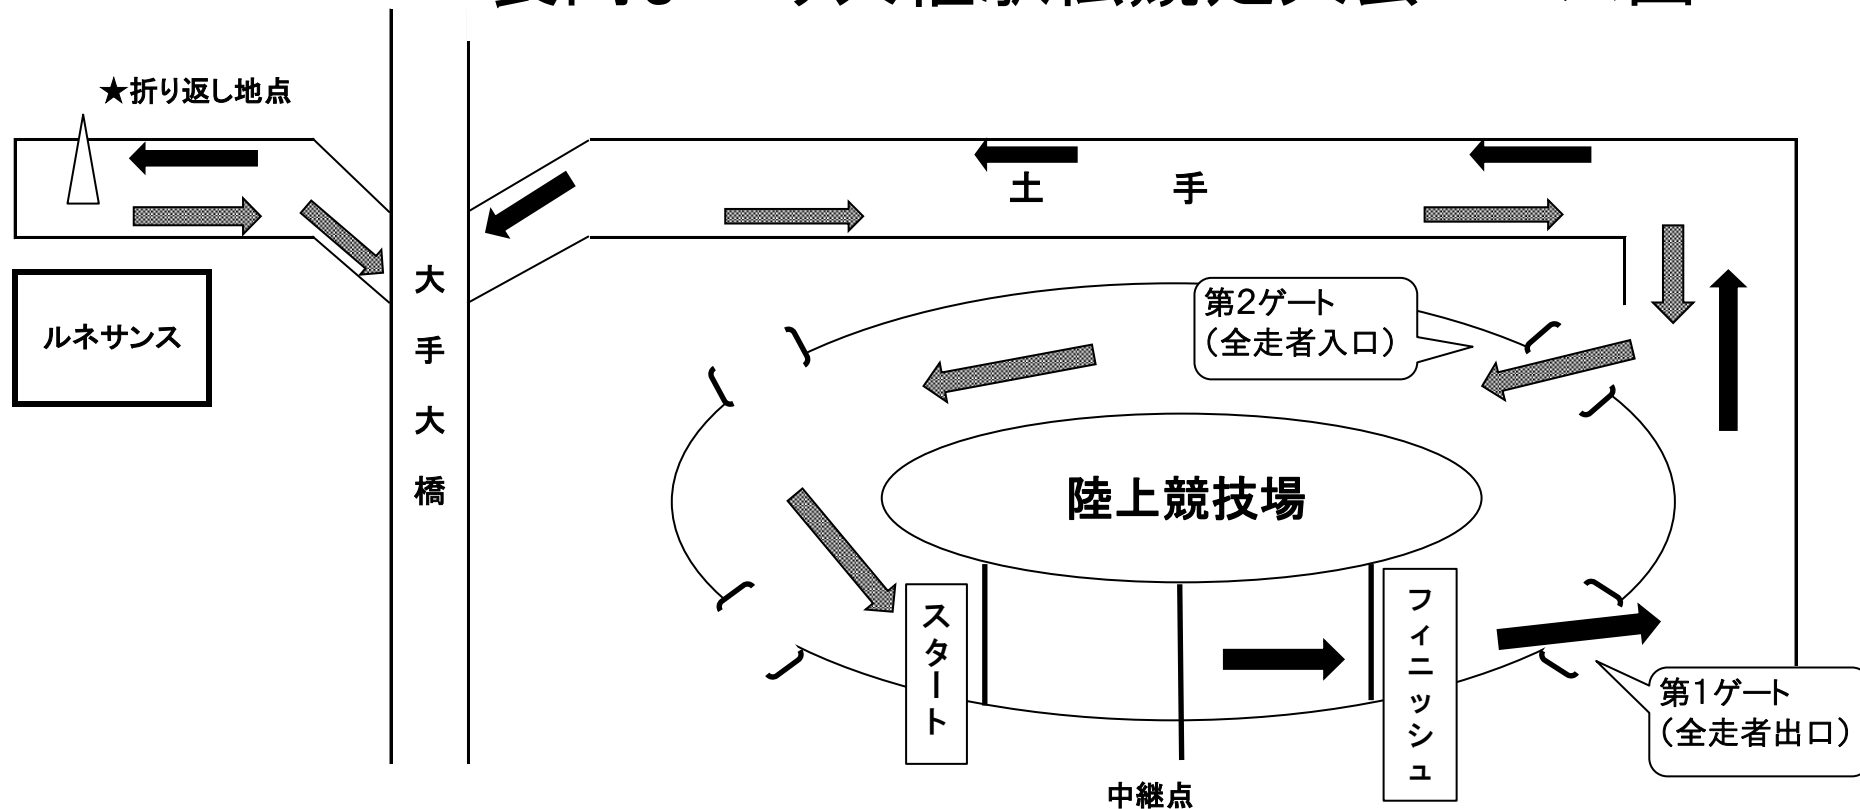 ★折り返し地点
土 手
大手大橋
ルネサンス
第2ゲート
(全走者入口)
陸上競技場
スタート
フィニッシュ
第1ゲート
(全走者出口)
中継点